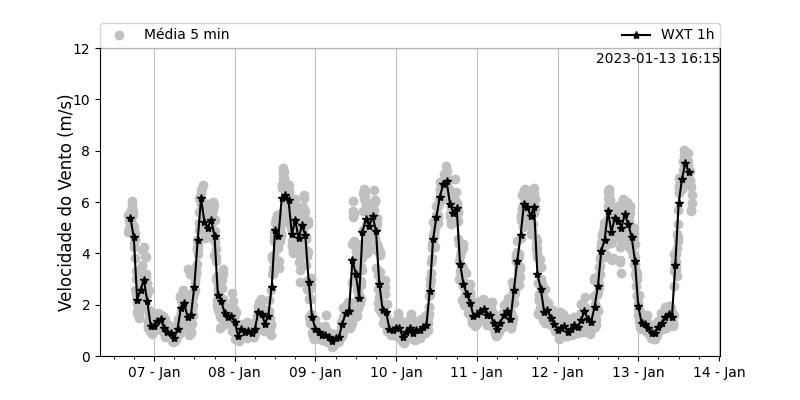 Média 5 min WXT 1h
2023-01-13 16:15
Velocidade do Vento (m/s)
12
10
8
6
4
2
0
07 - Jan 08 - Jan 09 - Jan 10 - Jan 11 - Jan 12 - Jan 13 - Jan 14 - Jan